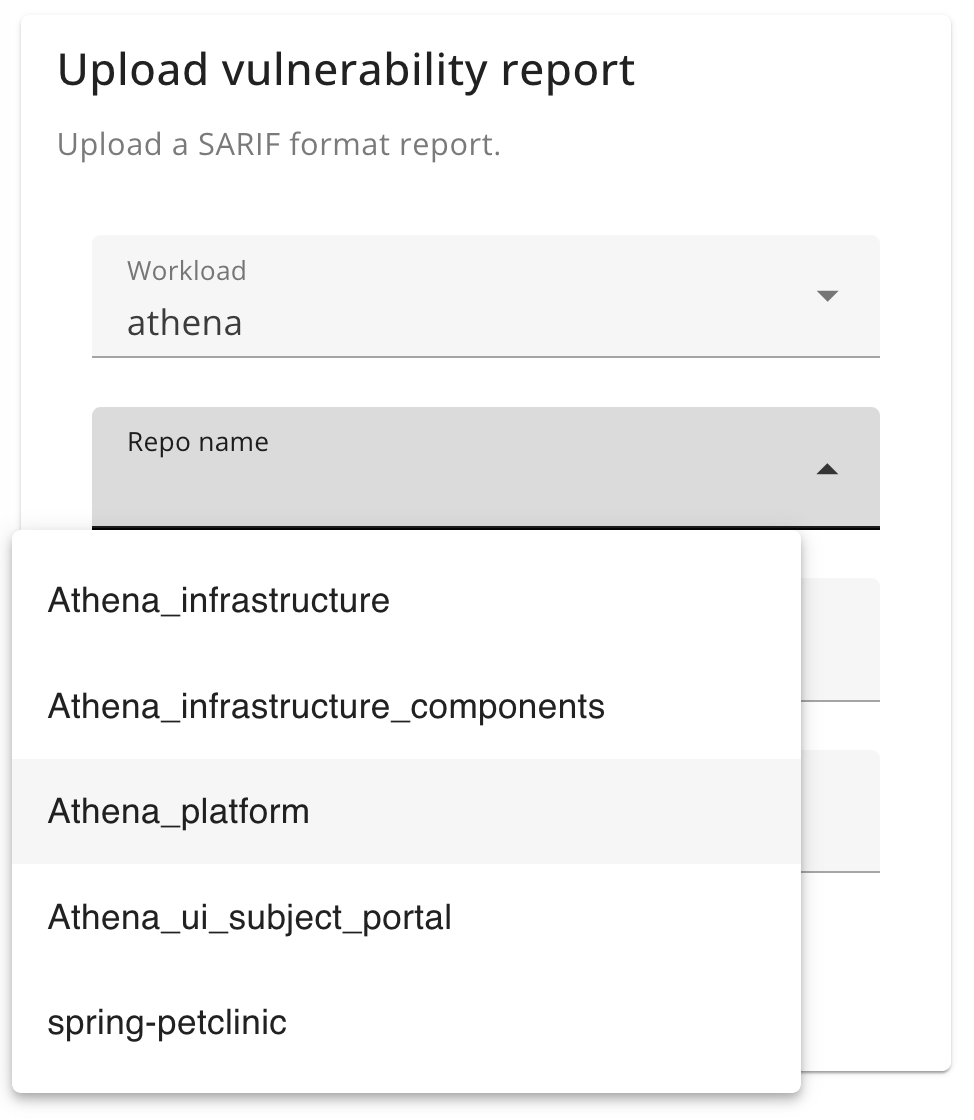 Upload vulnerability report
Upload a SARIF format report.
Workload
athena
Repo name
Athena_infrastructure
Athena_infrastructure_components
Athena_platform
Athena_ui_subject_portal
spring-petclinic